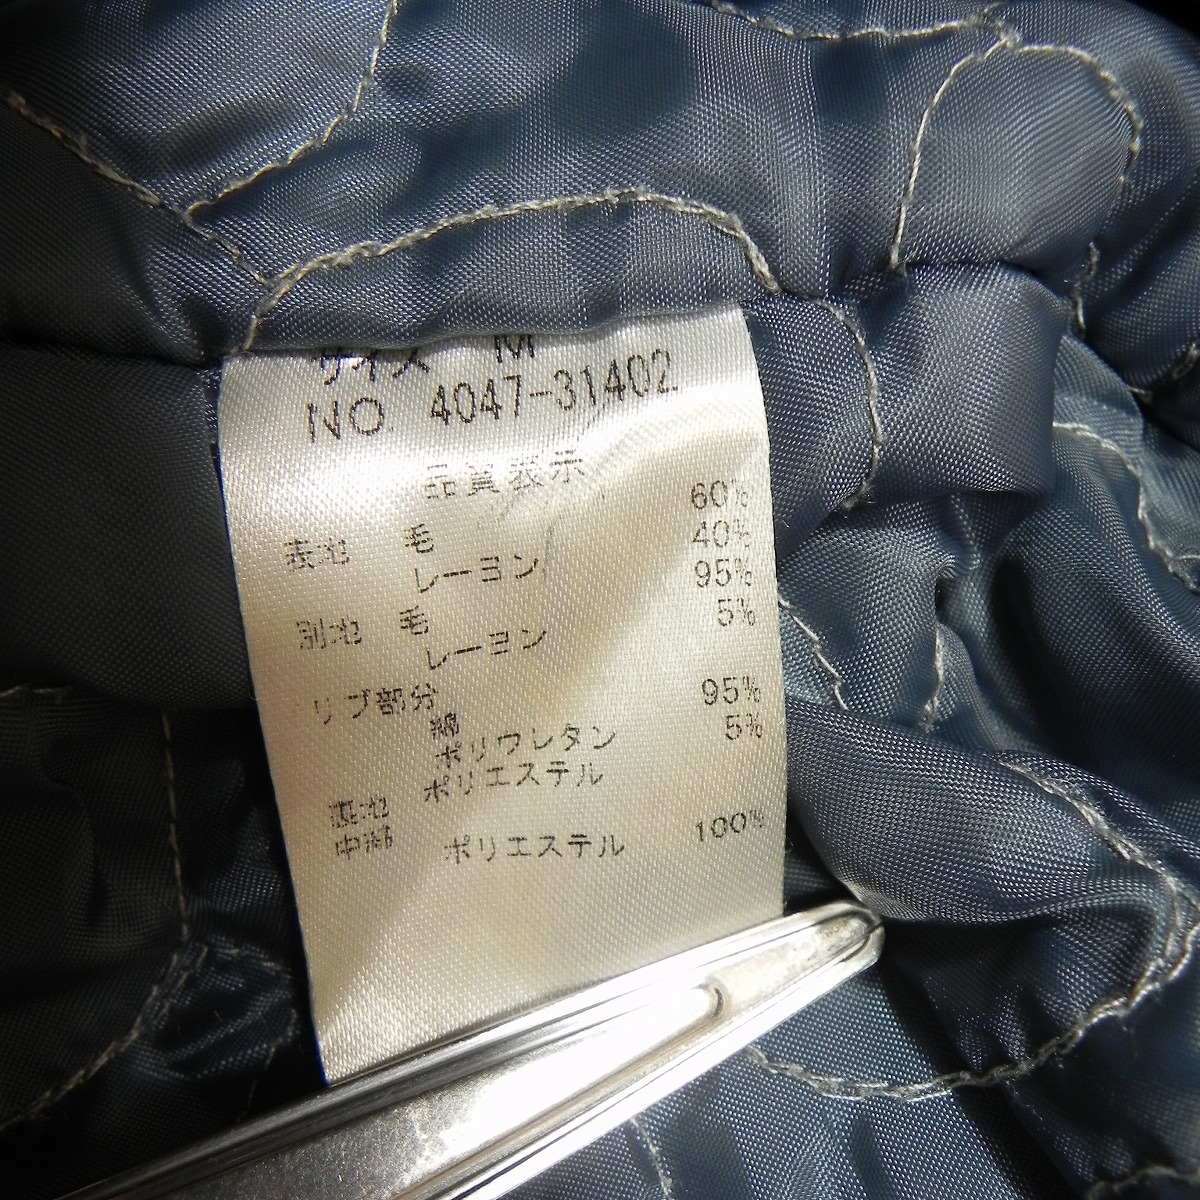 サイズ M
NO 4047-31402
品質表示
表地 毛 60%
レーヨン 40%
別地 毛 95%
レーヨン 5%
リブ部分
綿 95%
ポリウレタン 5%
ポリエステル
裏地
中綿 ポリエステル 100%